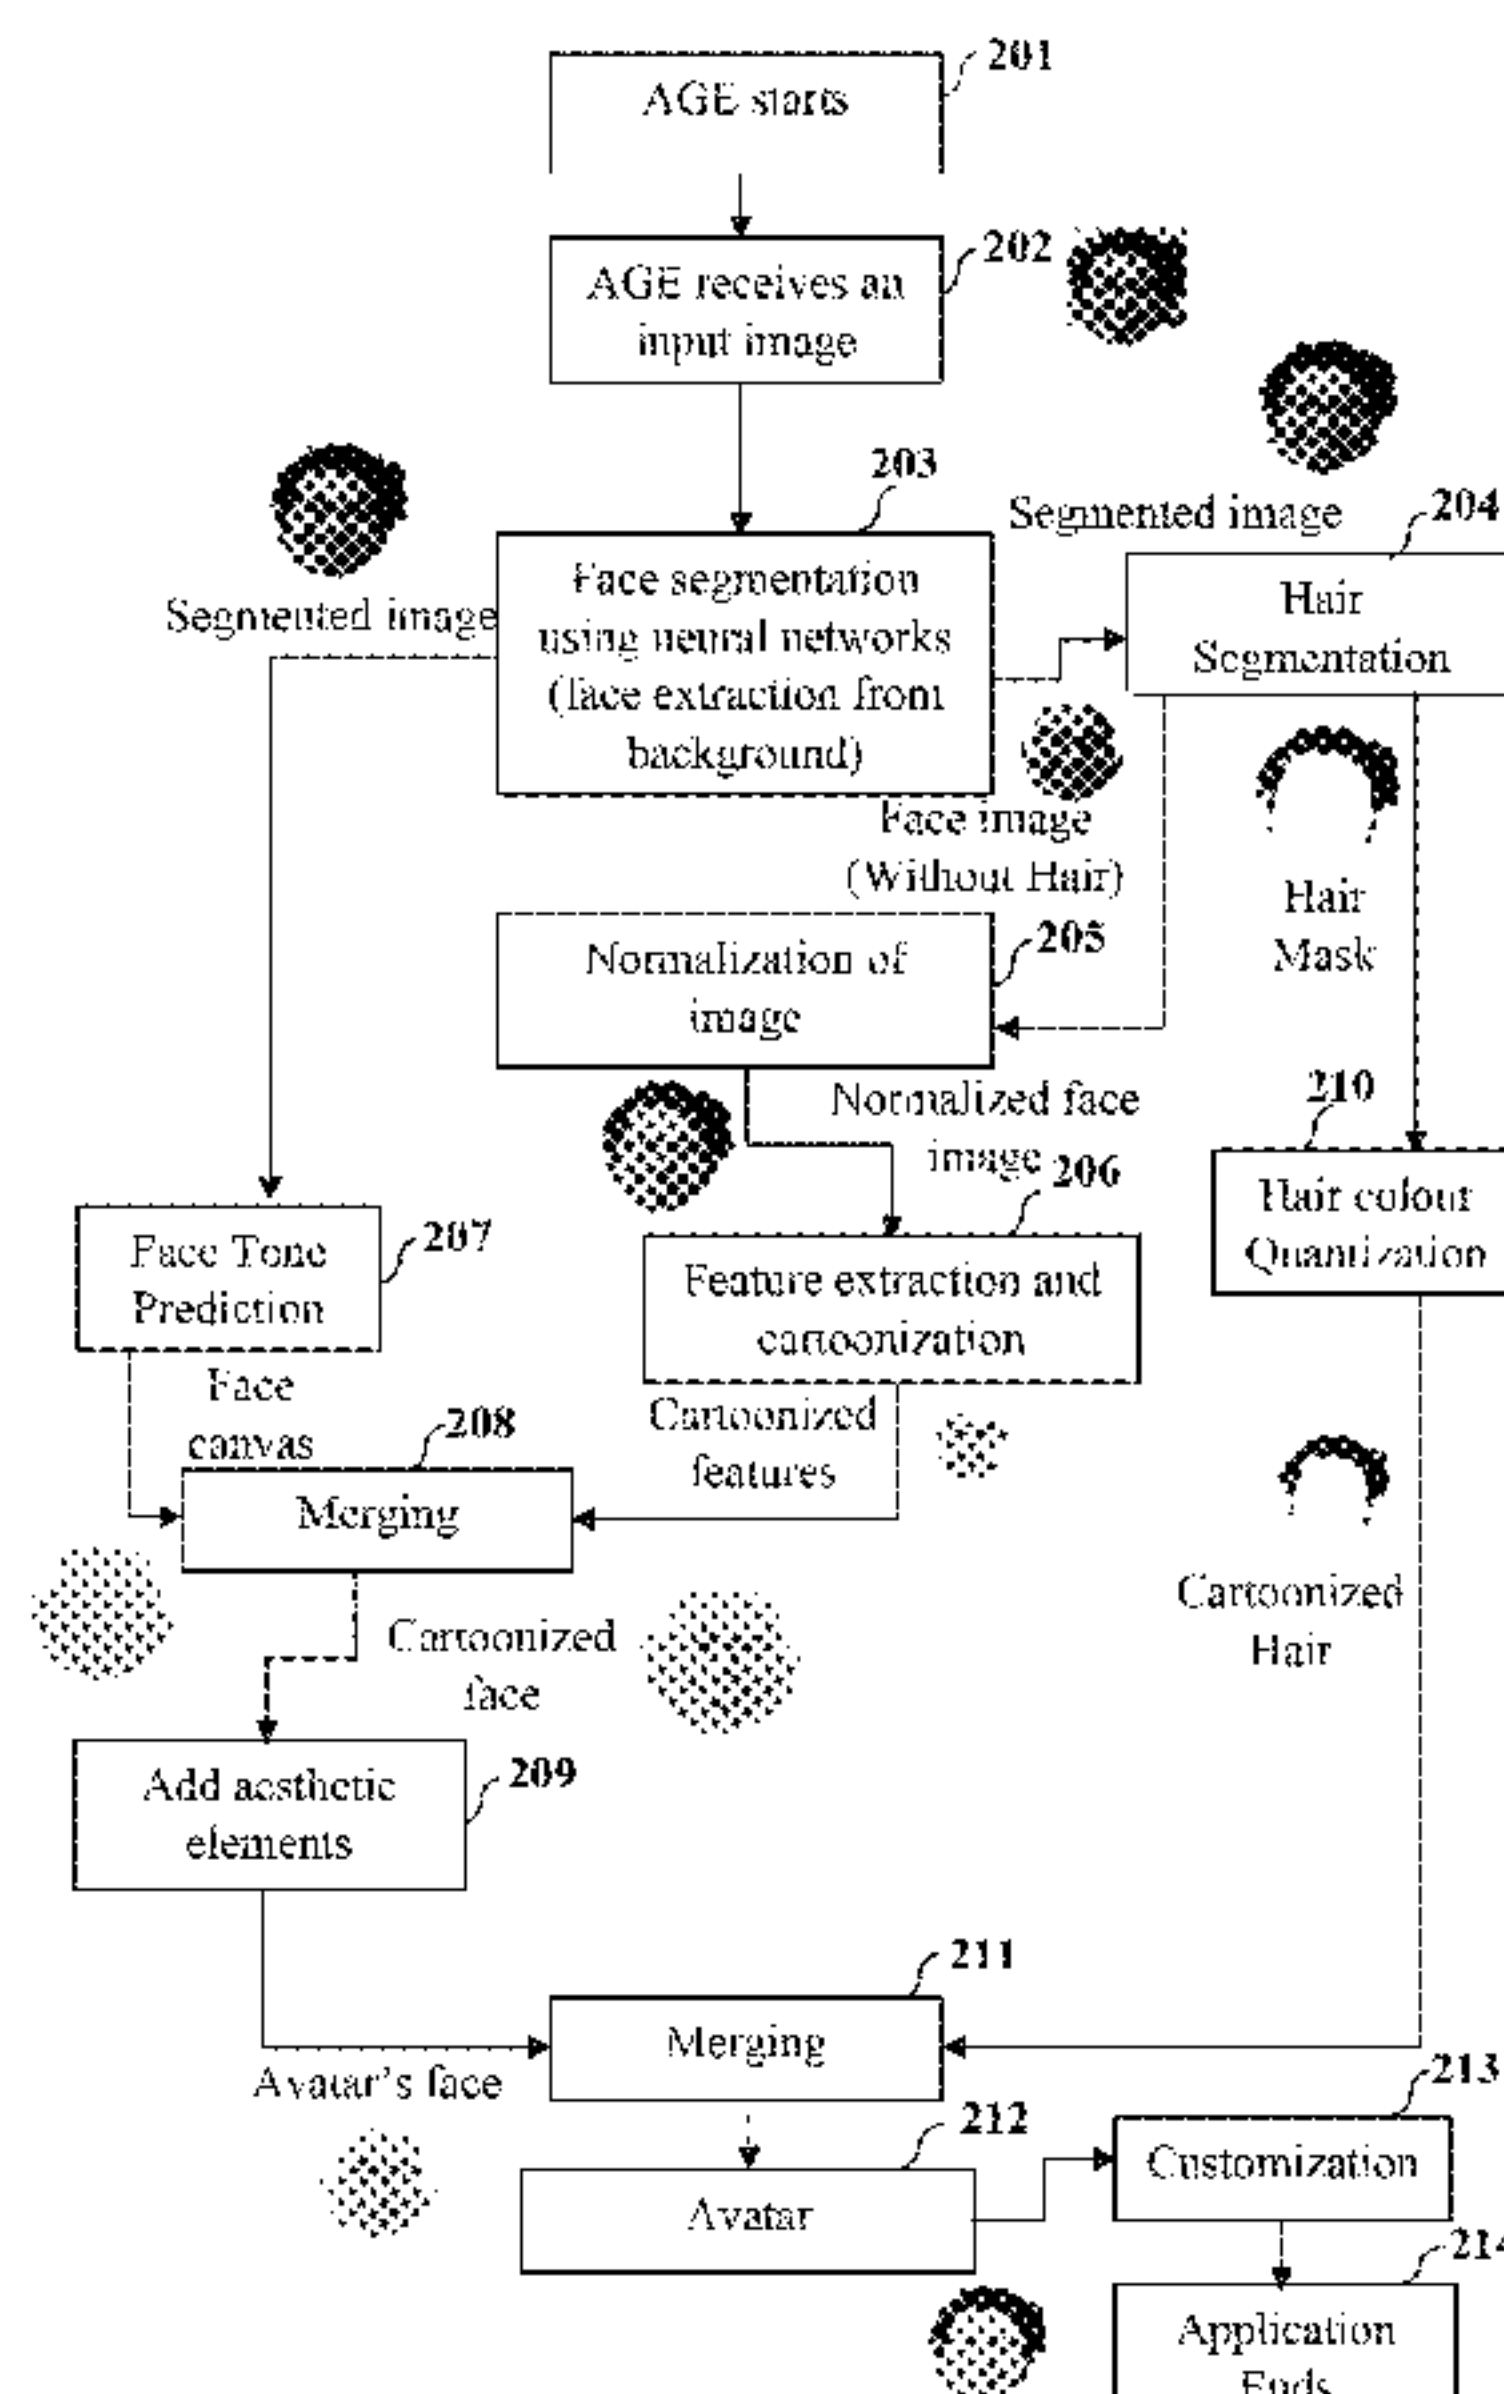 201
AGE starts
202
AGE receives an
input image
203
Segmented image
204
Face segmentation
using neural networks
(face extraction from
background)
Segmented image
Hair
Segmentation
Face image
(Without Hair)
Hair
Mask
205
Normalization of
image
Normalized face
image
210
206
Hair colour
Quantization
207
Face Tone
Prediction
Feature extraction and
cartoonization
Face
canvas
208
Cartoonized
features
Merging
Cartoonized
Hair
Cartoonized
face
209
Add aesthetic
elements
211
Merging
Avatar's face
213
212
Customization
Avatar
214
Application
Ends